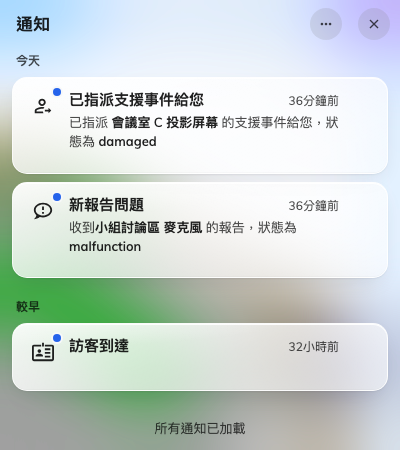 通知
今天
已指派支援事件給您 36分鐘前
已指派 會議室 C 投影屏幕 的支援事件給您，狀
態為 damaged
新報告問題 36分鐘前
收到小組討論區 麥克風 的報告，狀態為
malfunction
較早
訪客到達 32小時前
所有通知已加載